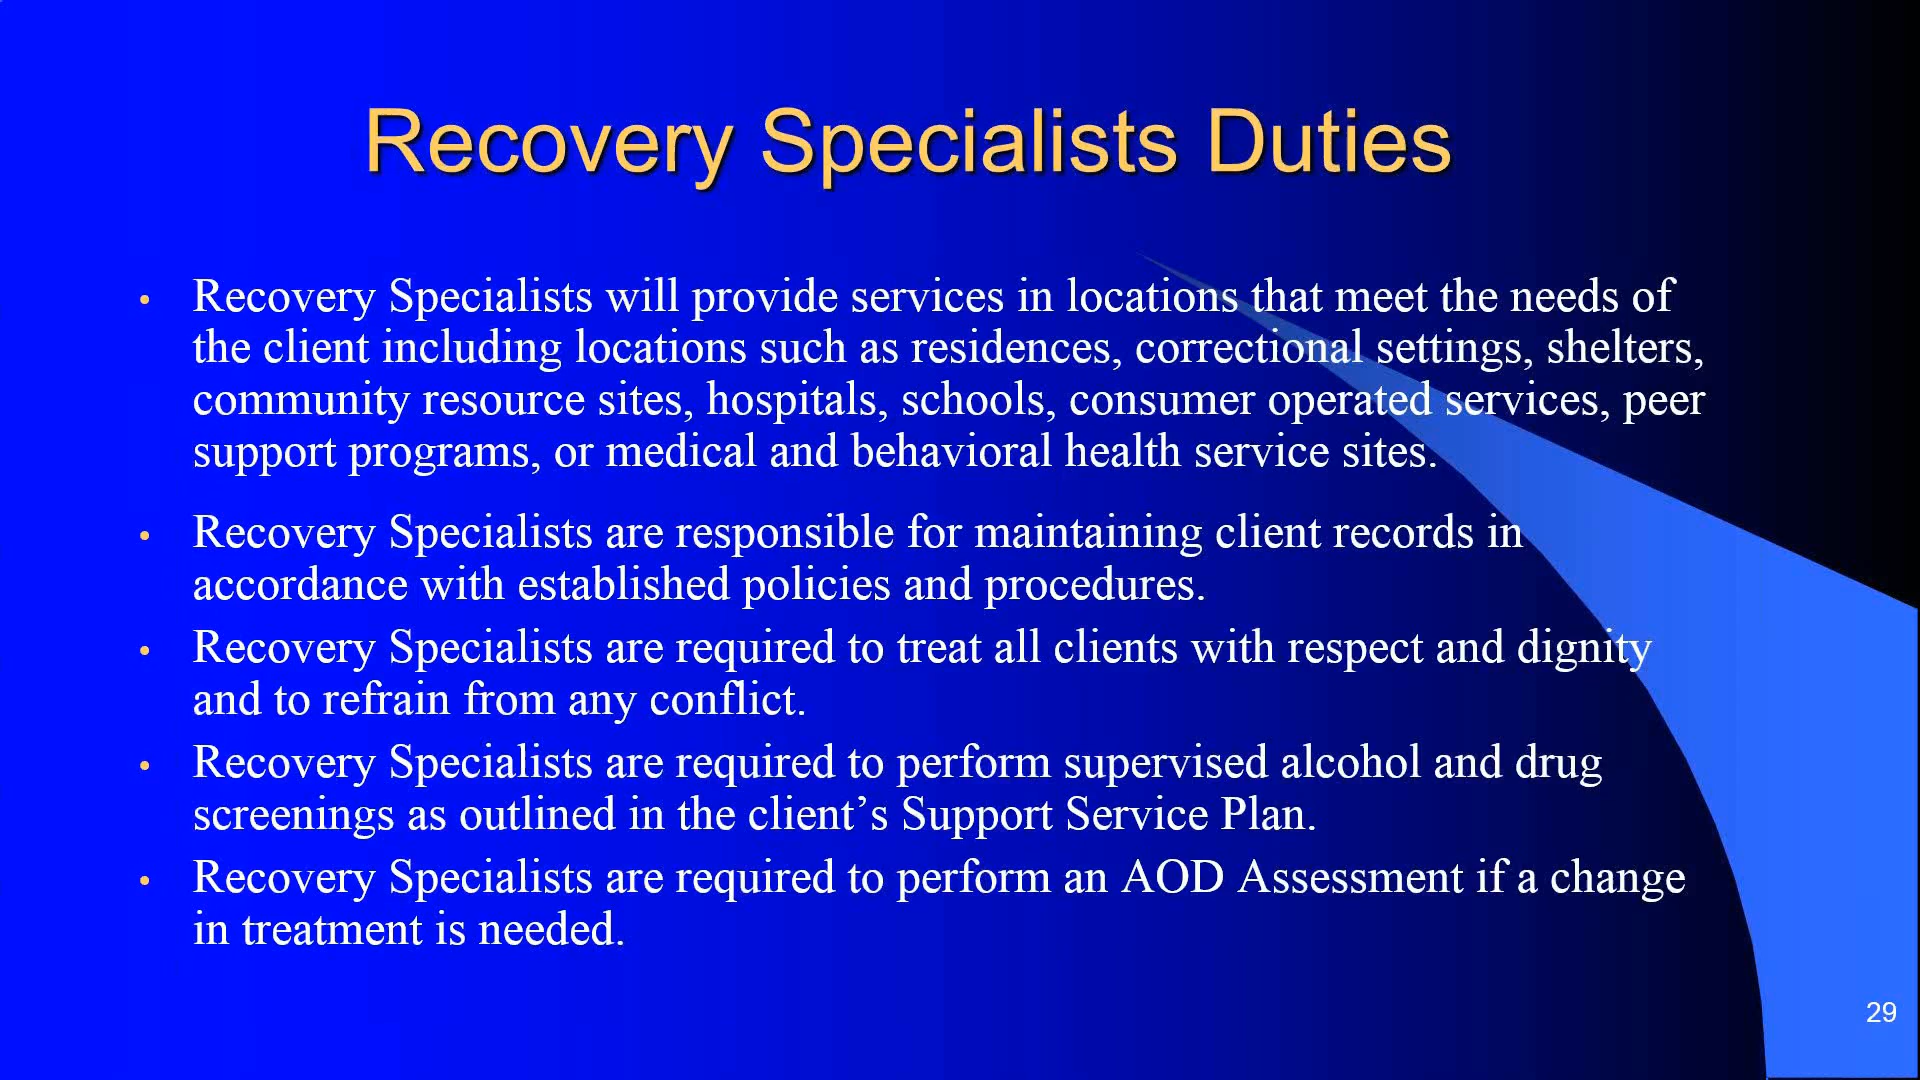 Recovery Specialists Duties
• Recovery Specialists will provide services in locations that meet the needs of
the client including locations such as residences, correctional settings, shelters,
community resource sites, hospitals, schools, consumer operated services, peer
support programs, or medical and behavioral health service sites.
• Recovery Specialists are responsible for maintaining client records in
accordance with established policies and procedures.
• Recovery Specialists are required to treat all clients with respect and dignity
and to refrain from any conflict.
• Recovery Specialists are required to perform supervised alcohol and drug
screenings as outlined in the client’s Support Service Plan.
• Recovery Specialists are required to perform an AOD Assessment if a change
in treatment is needed.
29